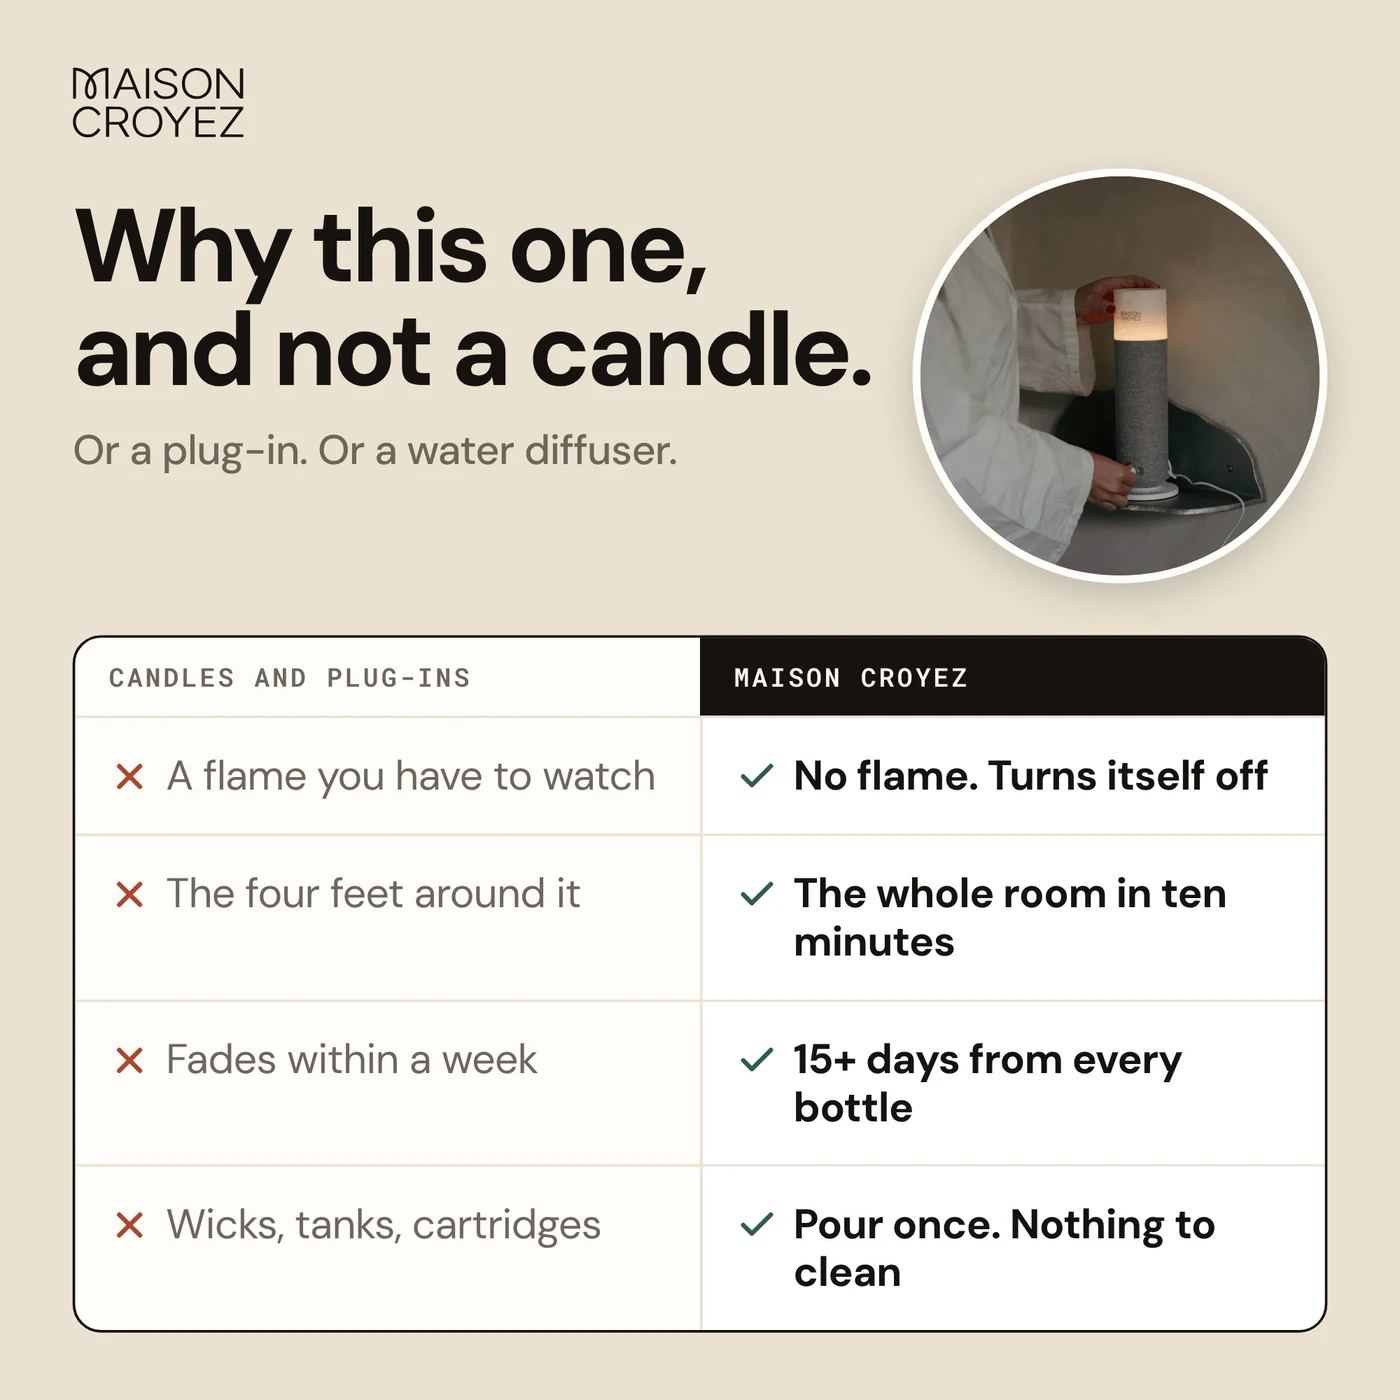 MAISON
CROYEZ
Why this one,
and not a candle.
Or a plug-in. Or a water diffuser.
MAISON
CROYEZ
CANDLES AND PLUG-INS
MAISON CROYEZ
A flame you have to watch
No flame. Turns itself off
The four feet around it
The whole room in ten
minutes
Fades within a week
15+ days from every
bottle
Wicks, tanks, cartridges
Pour once. Nothing to
clean